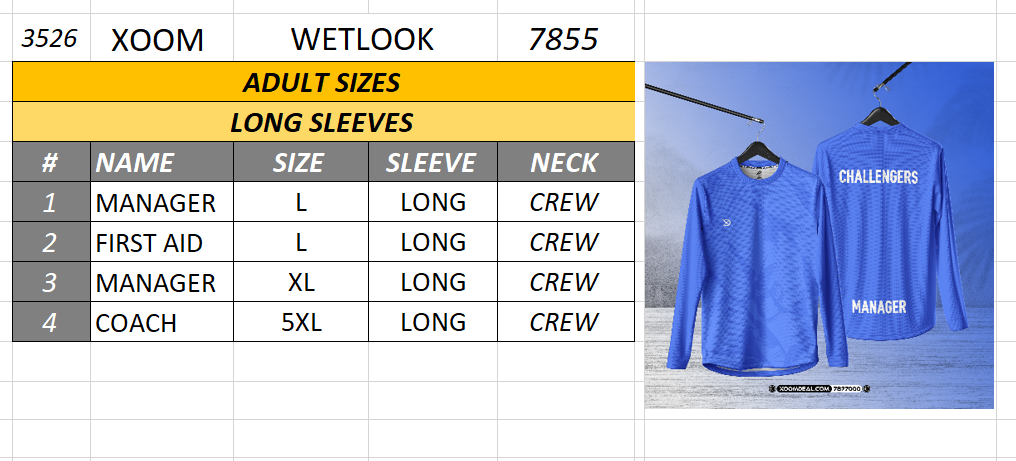 3526 XOOM WETLOOK 7855
ADULT SIZES
LONG SLEEVES
# NAME SIZE SLEEVE NECK
1 MANAGER L LONG CREW
2 FIRST AID L LONG CREW
3 MANAGER XL LONG CREW
4 COACH 5XL LONG CREW
CHALLENGERS
MANAGER
XOOMDEAL.COM 7877000